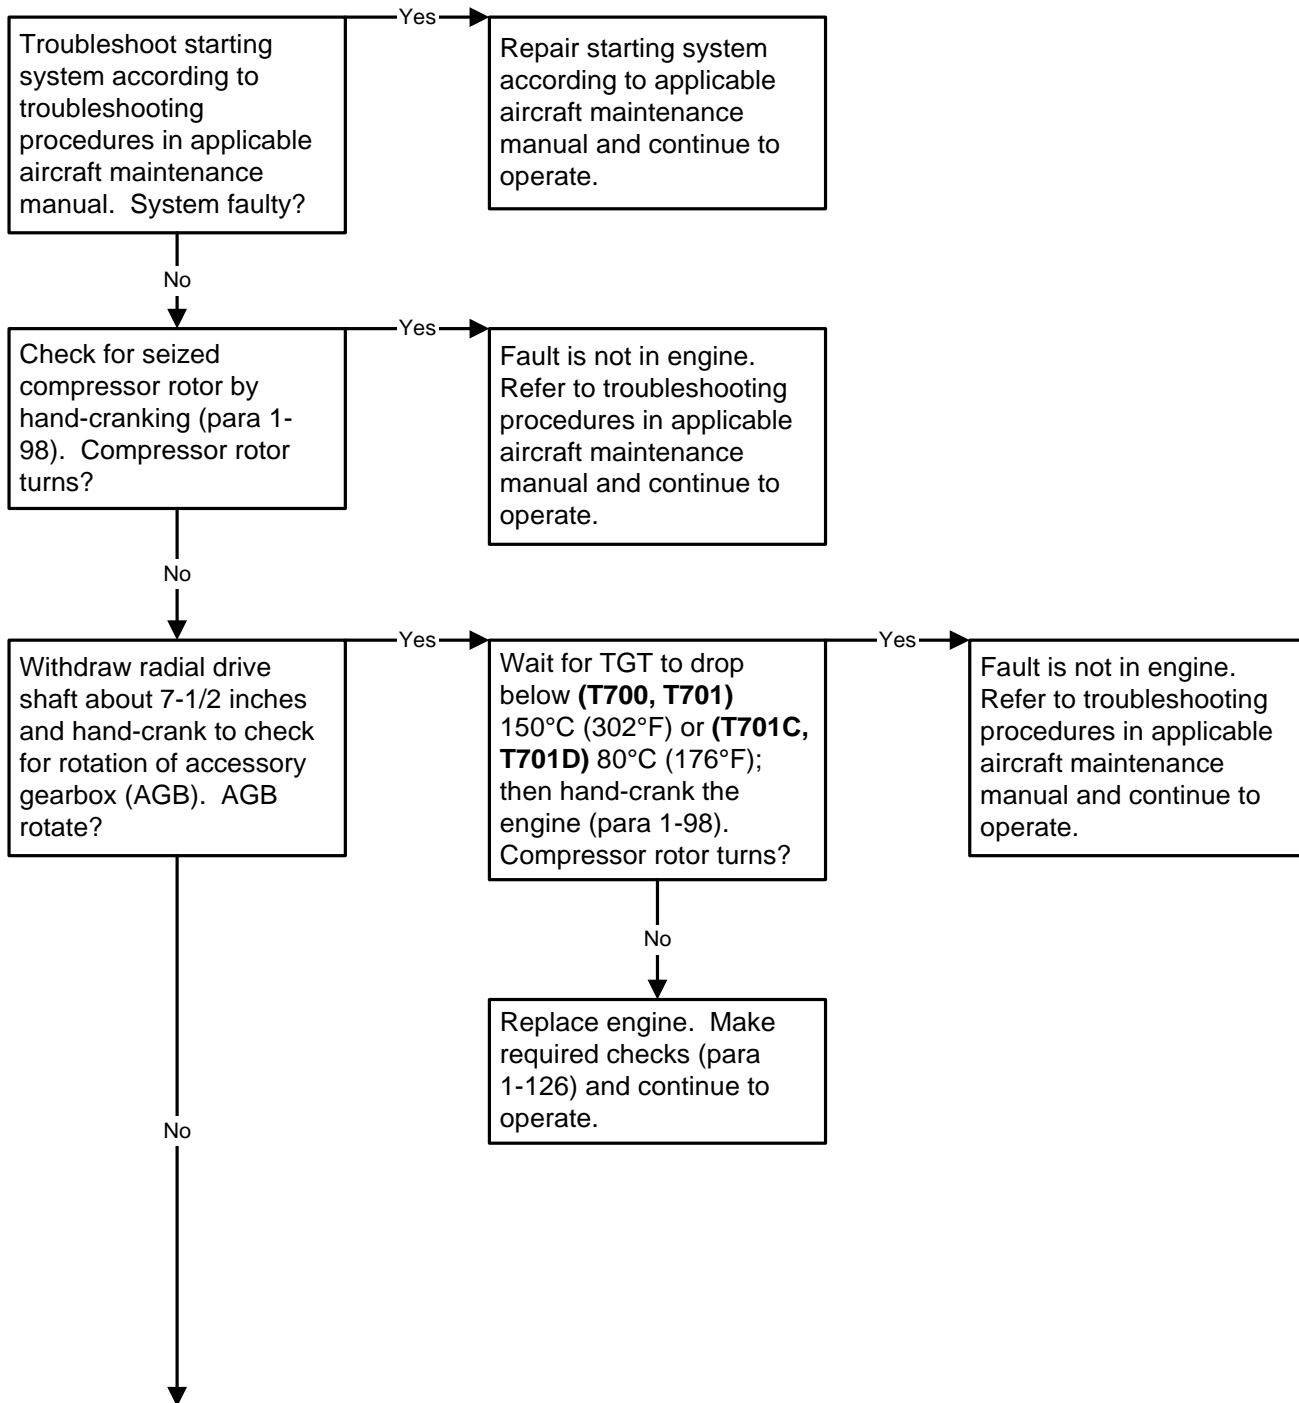 Troubleshoot starting
system according to
troubleshooting
procedures in applicable
aircraft maintenance
manual.  System faulty?
Yes
Repair starting system
according to applicable
aircraft maintenance
manual and continue to
operate.
No
Check for seized
compressor rotor by
hand-cranking (para 1-
98).  Compressor rotor
turns?
Yes
Fault is not in engine.
Refer to troubleshooting
procedures in applicable
aircraft maintenance
manual and continue to
operate.
No
Withdraw radial drive
shaft about 7-1/2 inches
and hand-crank to check
for rotation of accessory
gearbox (AGB).  AGB
rotate?
Yes
Wait for TGT to drop
below (T700, T701)
150°C (302°F) or (T701C,
T701D) 80°C (176°F);
then hand-crank the
engine (para 1-98).
Compressor rotor turns?
Yes
Fault is not in engine.
Refer to troubleshooting
procedures in applicable
aircraft maintenance
manual and continue to
operate.
No
Replace engine.  Make
required checks (para
1-126) and continue to
operate.
No